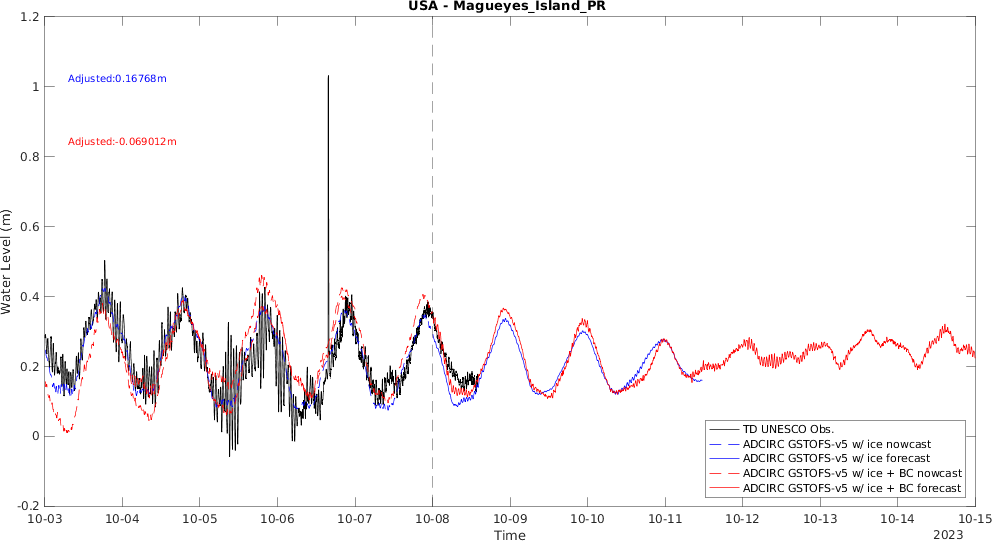 USA - Magueyes_Island_PR
1.2
1
0.8
0.6
0.4
0.2
0
-0.2
Water Level (m)
Adjusted:0.16768m
Adjusted:-0.069012m
TD UNESCO Obs.
ADCIRC GSTOFS-v5 w/ ice nowcast
ADCIRC GSTOFS-v5 w/ ice forecast
ADCIRC GSTOFS-v5 w/ ice + BC nowcast
ADCIRC GSTOFS-v5 w/ ice + BC forecast
10-03 10-04 10-05 10-06 10-07 10-08 10-09 10-10 10-11 10-12 10-13 10-14 10-15
Time
2023